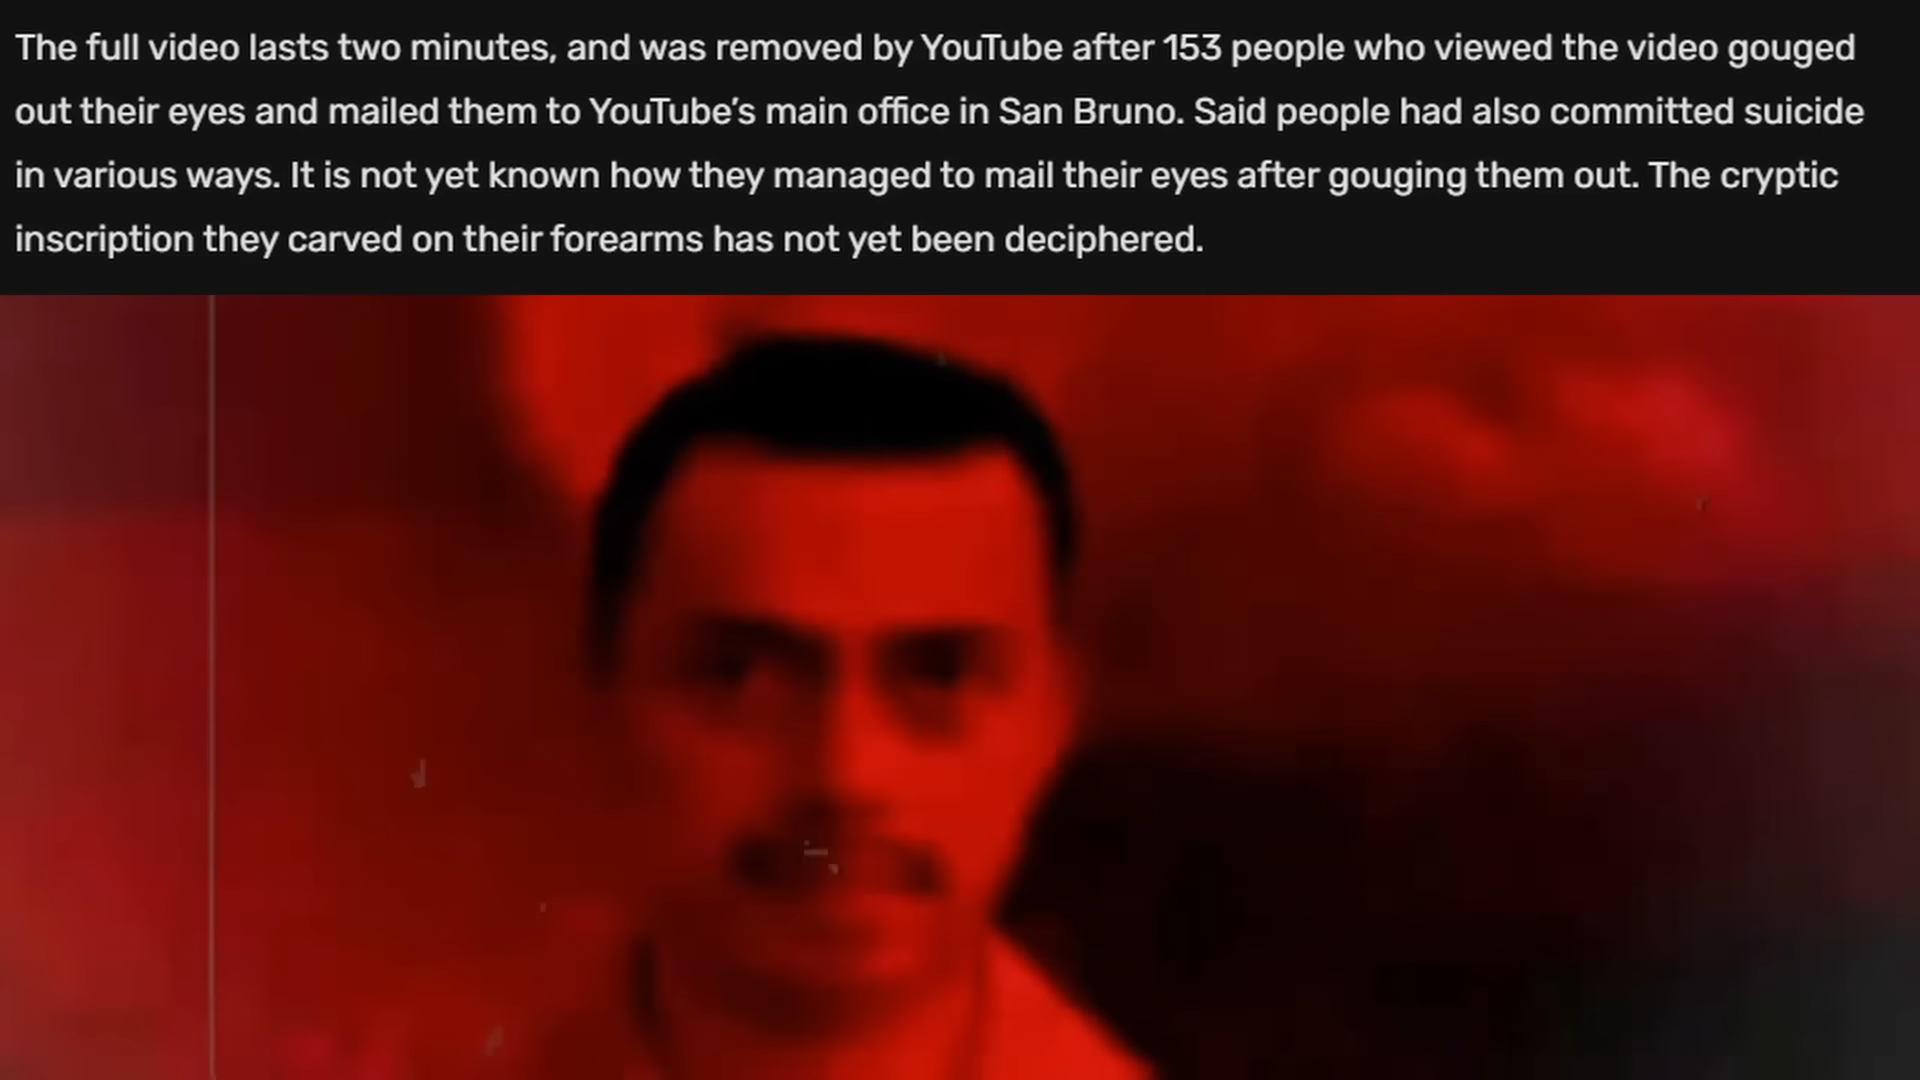 The full video lasts two minutes, and was removed by YouTube after 153 people who viewed the video gouged
out their eyes and mailed them to YouTube’s main office in San Bruno. Said people had also committed suicide
in various ways. It is not yet known how they managed to mail their eyes after gouging them out. The cryptic
inscription they carved on their forearms has not yet been deciphered.